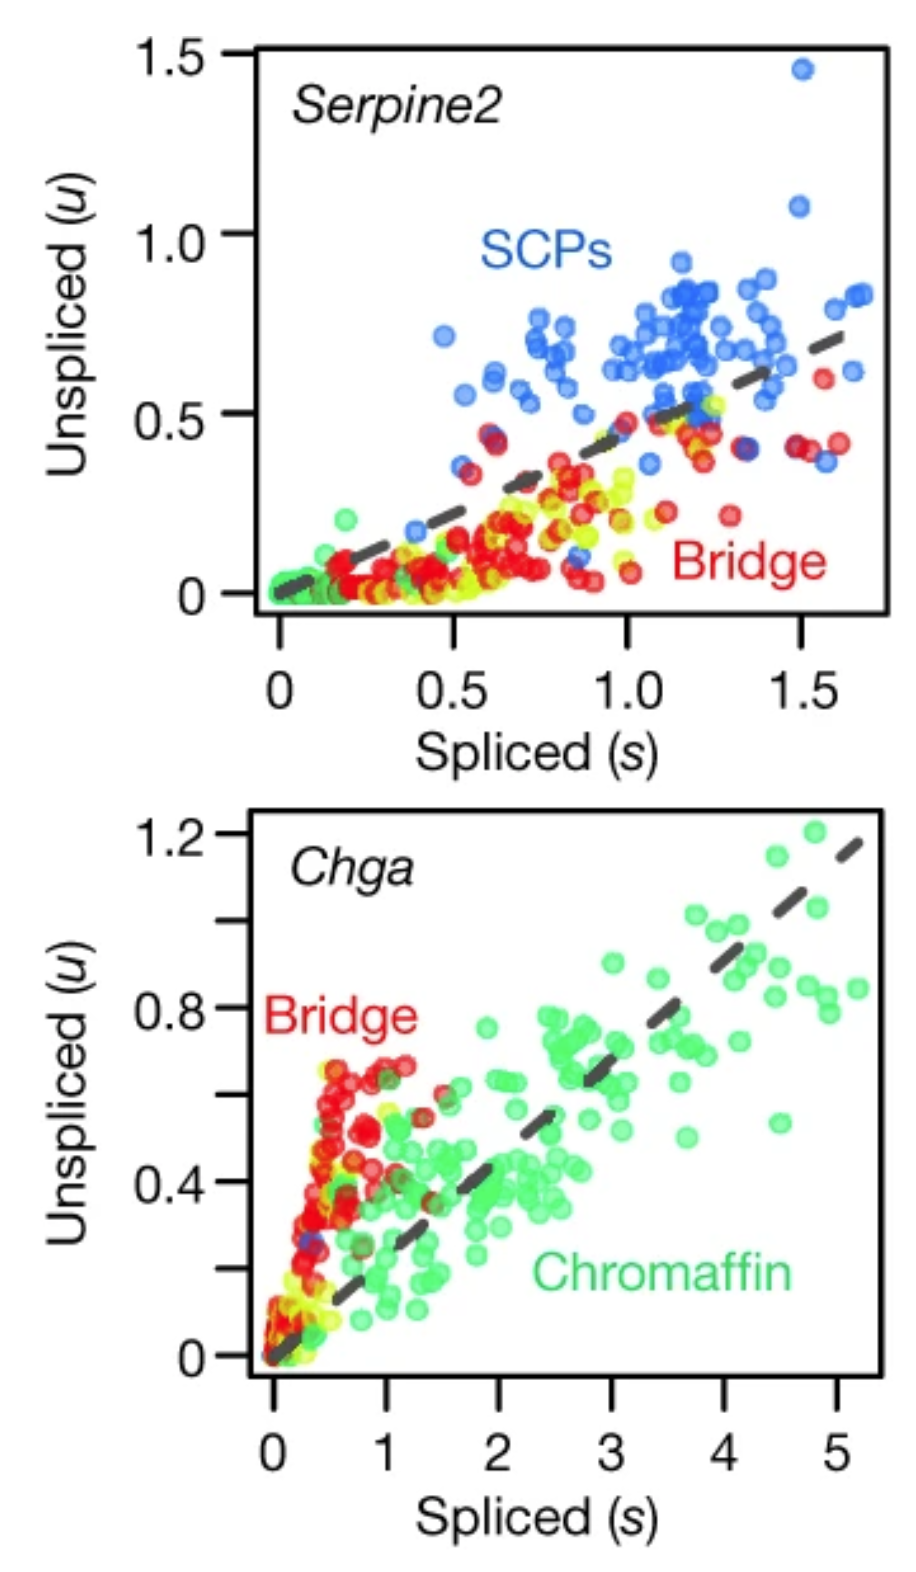 1.5
Serpine2
SCPs
1.0
Unspliced (u)
0.5
Bridge
0
0 0.5 1.0 1.5
Spliced (s)
1.2
Chga
Bridge
0.8
Unspliced (u)
0.4
Chromaffin
0
0 1 2 3 4 5
Spliced (s)